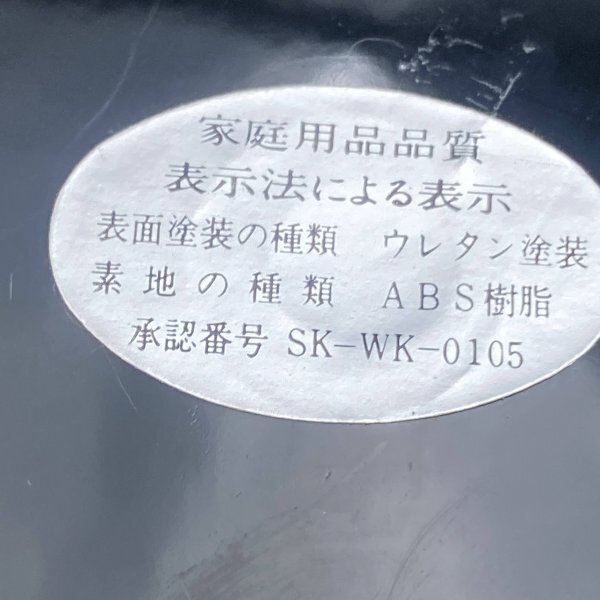 家庭用品品質
表示法による表示
表面塗装の種類 ウレタン塗装
素地の種類 ABS樹脂
承認番号 SK-WK-0105